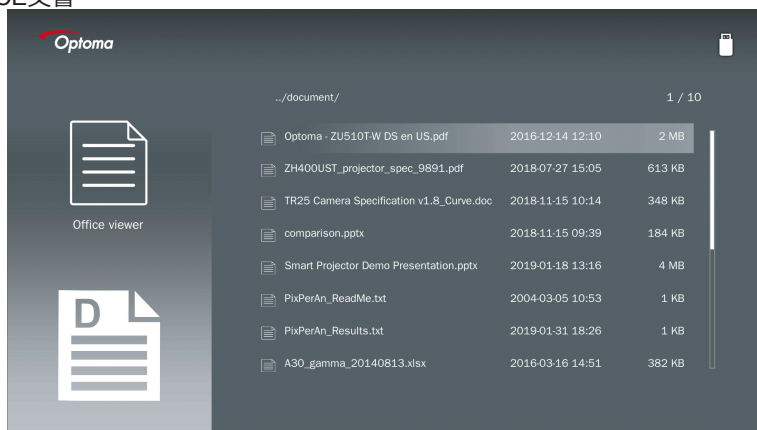 Optoma
../document/ 1 / 10
Optoma - ZU510T-W DS en US.pdf 2016-12-14 12:10 2 MB
ZH400UST_projector_spec_9891.pdf 2018-07-27 15:05 613 KB
TR25 Camera Specification v1.8_Curve.doc 2018-11-15 10:14 348 KB
Office viewer
comparison.pptx 2018-11-15 09:39 184 KB
Smart Projector Demo Presentation.pptx 2019-01-18 13:16 4 MB
D
PixPerAn_ReadMe.txt 2004-03-05 10:53 1 KB
PixPerAn_Results.txt 2019-01-31 18:26 1 KB
A30_gamma_20140813.xlsx 2016-03-16 14:51 382 KB